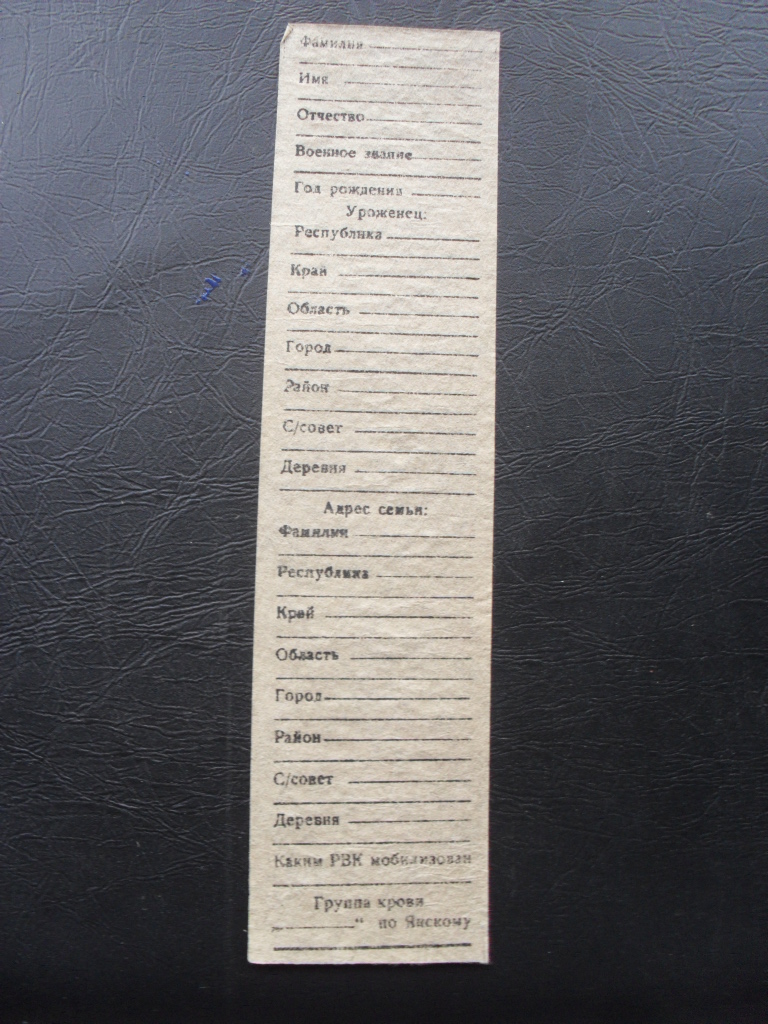 Фамилия
Имя
Отчество
Военное звание
Год рождения
Уроженец:
Республика
Край
Область
Город
Район
С/совет
Деревня
Адрес семьи:
Фамилия
Республика
Край
Область
Город
Район
С/совет
Деревня
Каким РВК мобилизован
Группа крови
„________“ по Янскому